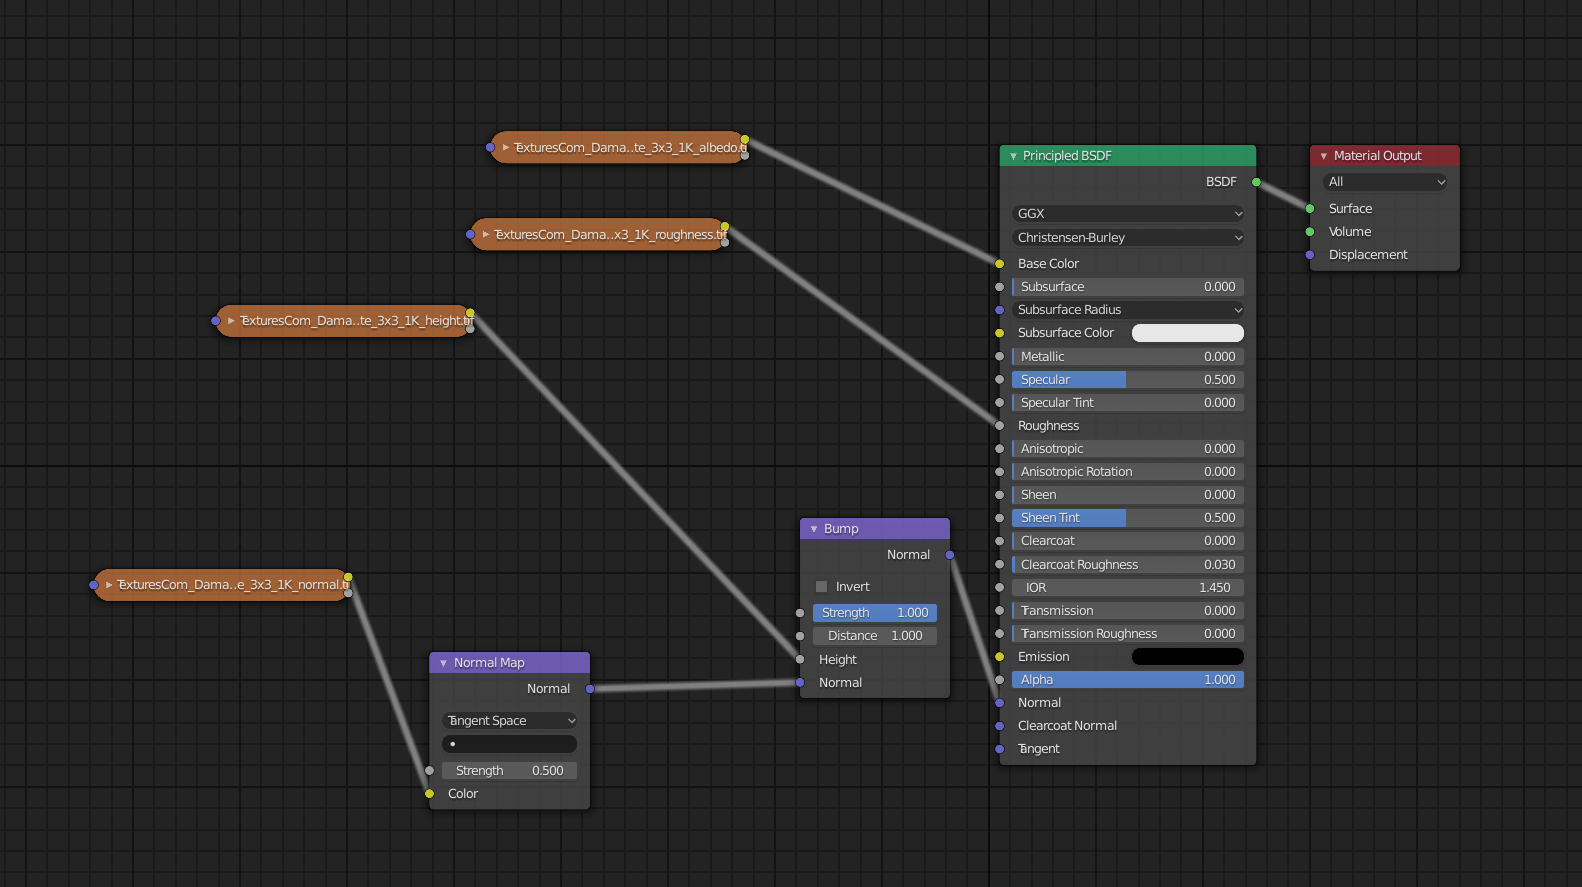 TexturesCom_Dama..te_3x3_1K_albedo.ti
TexturesCom_Dama..x3_1K_roughness.tif
TexturesCom_Dama..te_3x3_1K_height.tif
TexturesCom_Dama..e_3x3_1K_normal.ti
Normal Map
Normal
Tangent Space
Strength 0.500
Color
Bump
Normal
Invert
Strength 1.000
Distance 1.000
Height
Normal
Principled BSDF
BSDF
GGX
Christensen-Burley
Base Color
Subsurface 0.000
Subsurface Radius
Subsurface Color
Metallic 0.000
Specular 0.500
Specular Tint 0.000
Roughness
Anisotropic 0.000
Anisotropic Rotation 0.000
Sheen 0.000
Sheen Tint 0.500
Clearcoat 0.000
Clearcoat Roughness 0.030
IOR 1.450
Transmission 0.000
Transmission Roughness 0.000
Emission
Alpha 1.000
Normal
Clearcoat Normal
Tangent
Material Output
All
Surface
Volume
Displacement